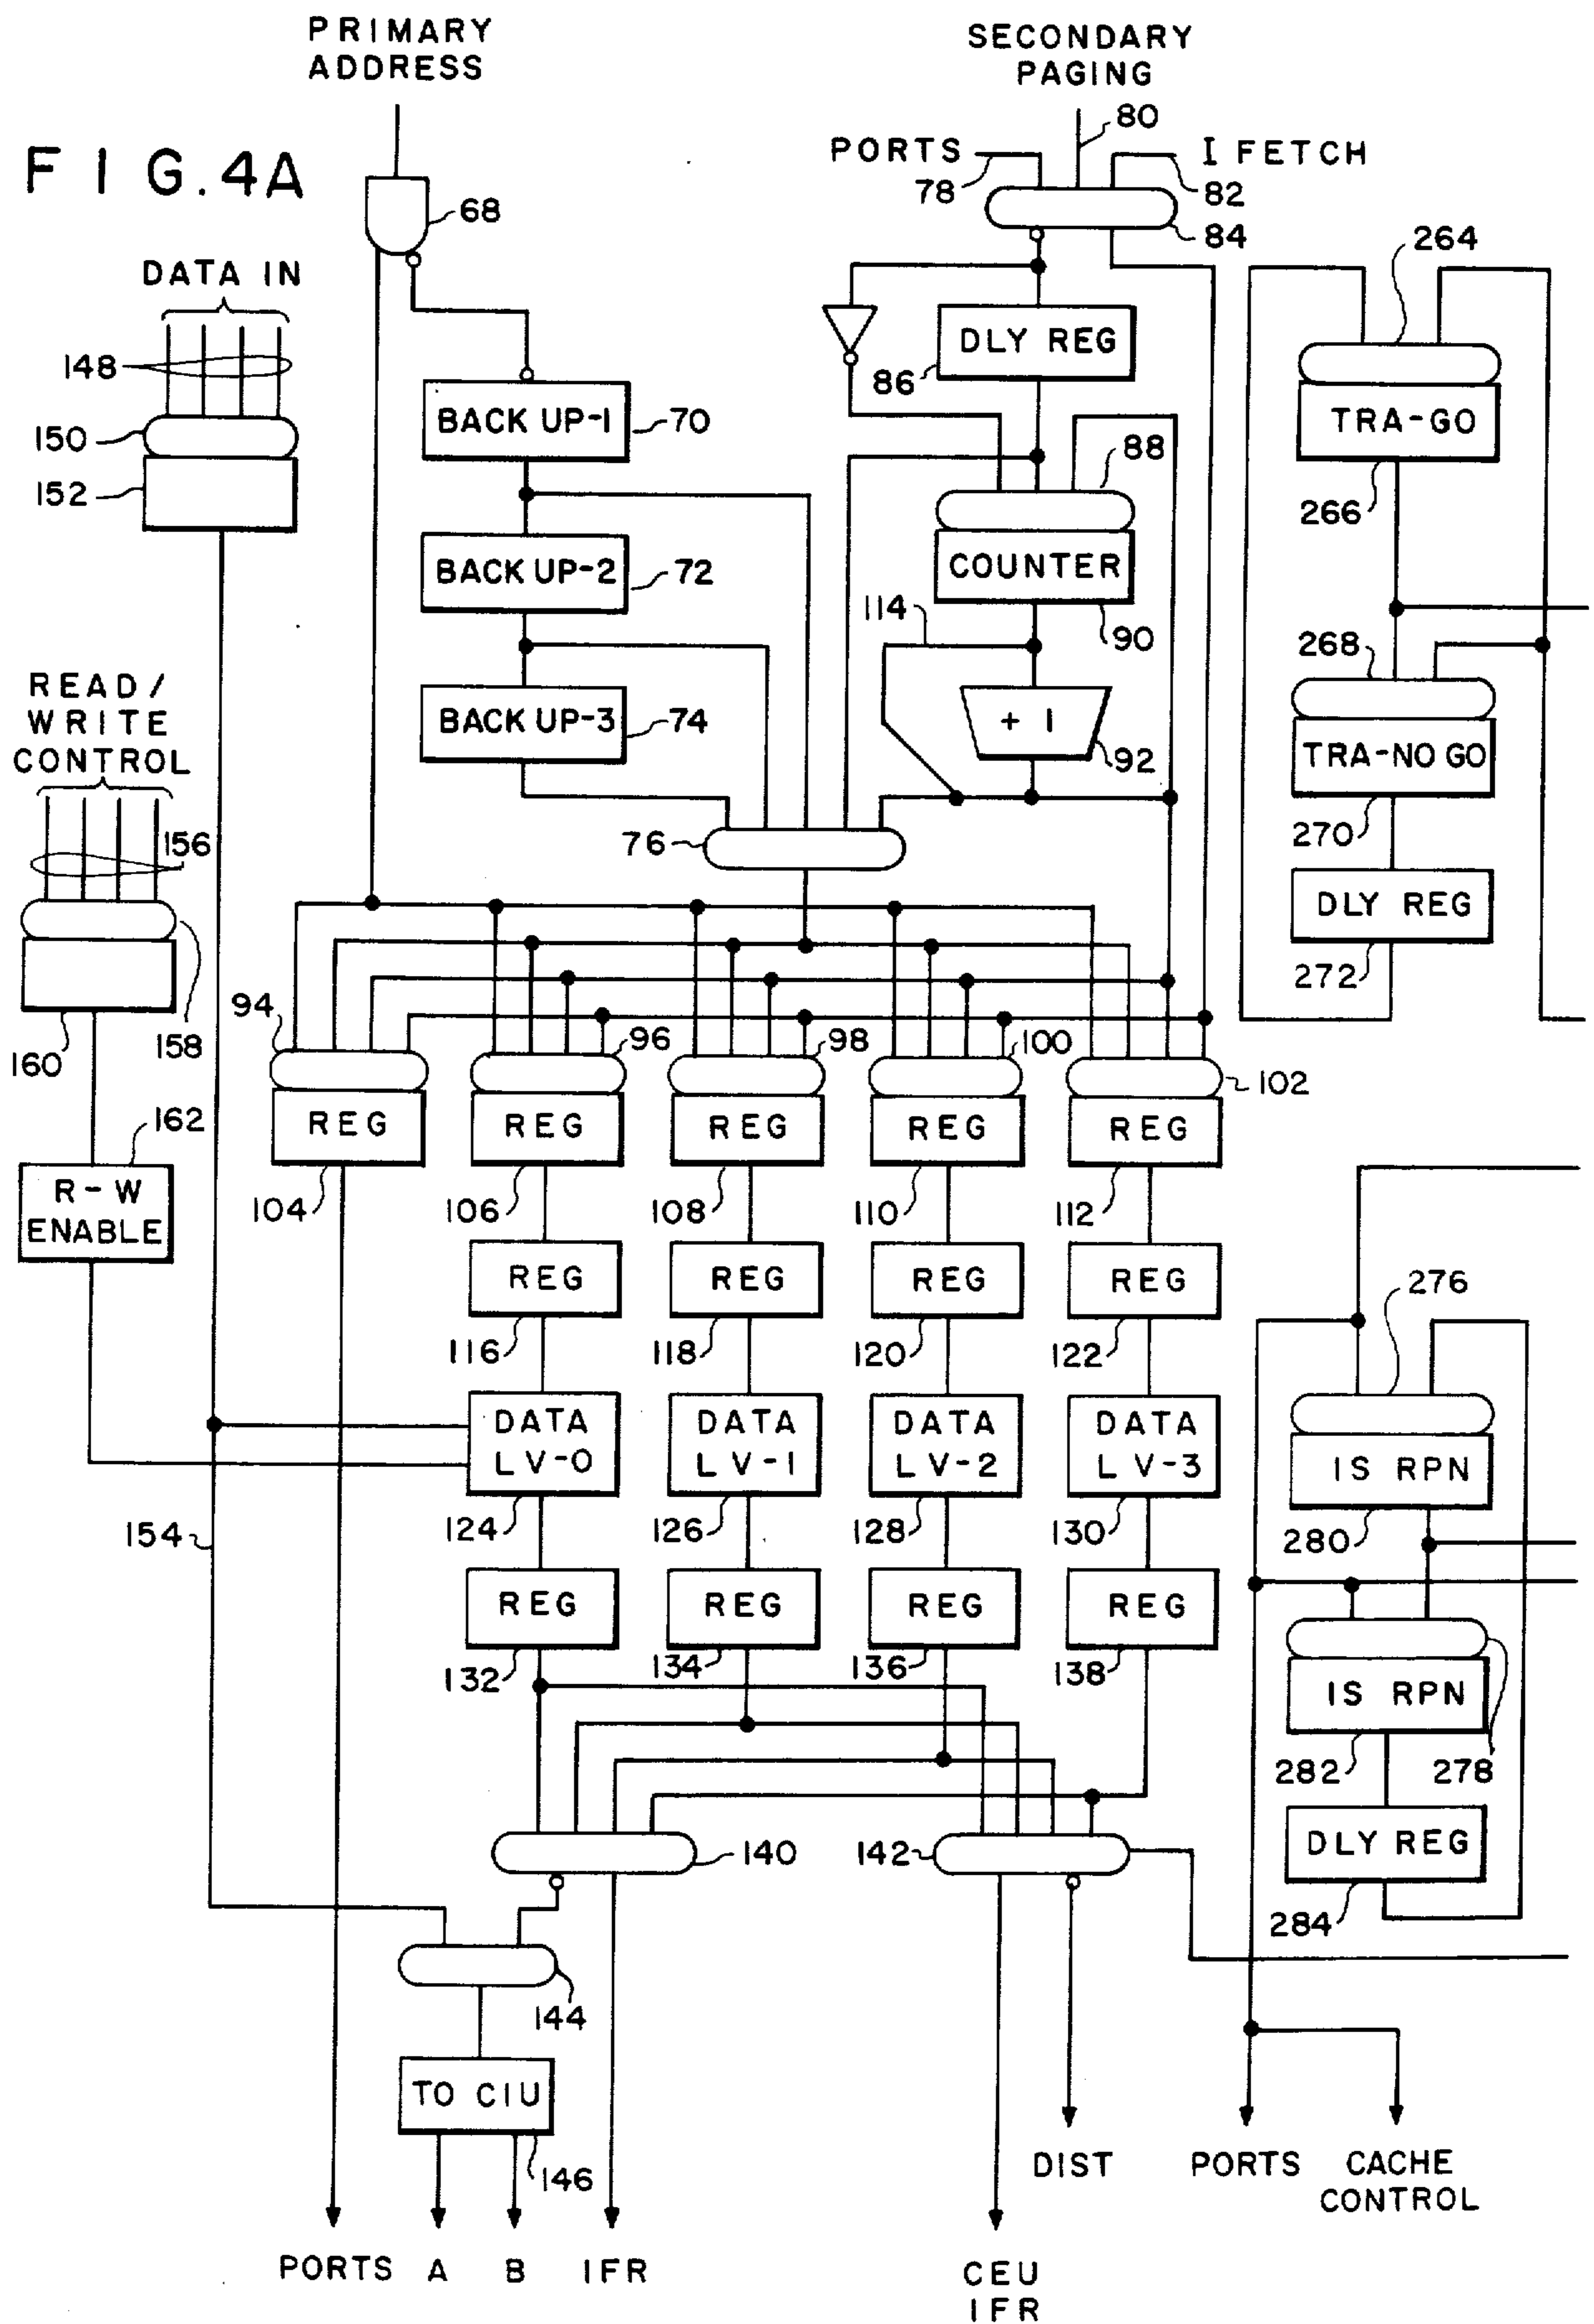 PRIMARY
ADDRESS
SECONDARY
PAGING
FIG.4A
PORTS
80
I FETCH
78
82
84
68
DATA IN
148
150
152
264
DLY REG
86
BACK UP-1
70
TRA-GO
266
88
BACK UP-2
72
COUNTER
114
90
268
READ/
WRITE
CONTROL
BACK UP-3
74
+ 1
92
TRA-NO GO
270
76
156
DLY REG
272
158
160
94
96
98
100
102
REG
REG
REG
REG
REG
104
106
108
110
112
162
R-W
ENABLE
REG
REG
REG
REG
116
118
120
122
276
DATA
LV-0
DATA
LV-1
DATA
LV-2
DATA
LV-3
IS RPN
124
126
128
130
280
154
REG
REG
REG
REG
132
134
136
138
IS RPN
282
278
140
142
DLY REG
284
144
TO CIU
146
DIST
PORTS
CACHE
CONTROL
PORTS
A
B
IFR
CEU
IFR